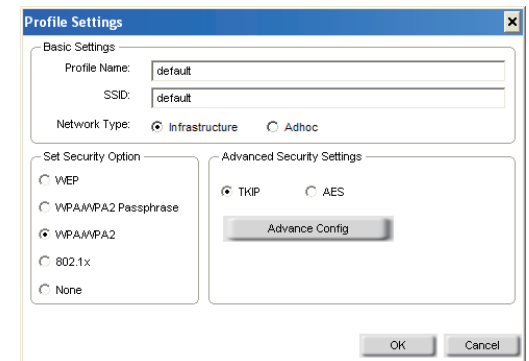 Profile Settings
Basic Settings
Profile Name: default
SSID: default
Network Type: Infrastructure Adhoc
Set Security Option
WEP
WPA/WPA2 Passphrase
WPA/WPA2
802.1x
None
Advanced Security Settings
TKIP AES
Advance Config
OK Cancel